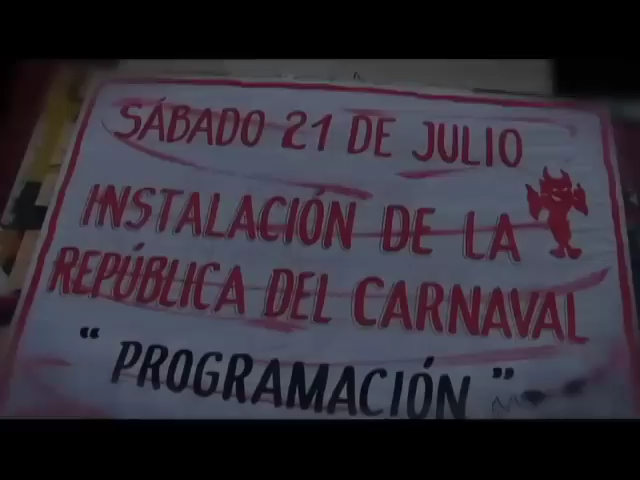 SÁBADO 21 DE JULIO
INSTALACIÓN DE LA
REPÚBLICA DEL CARNAVAL
“ PROGRAMACIÓN ”